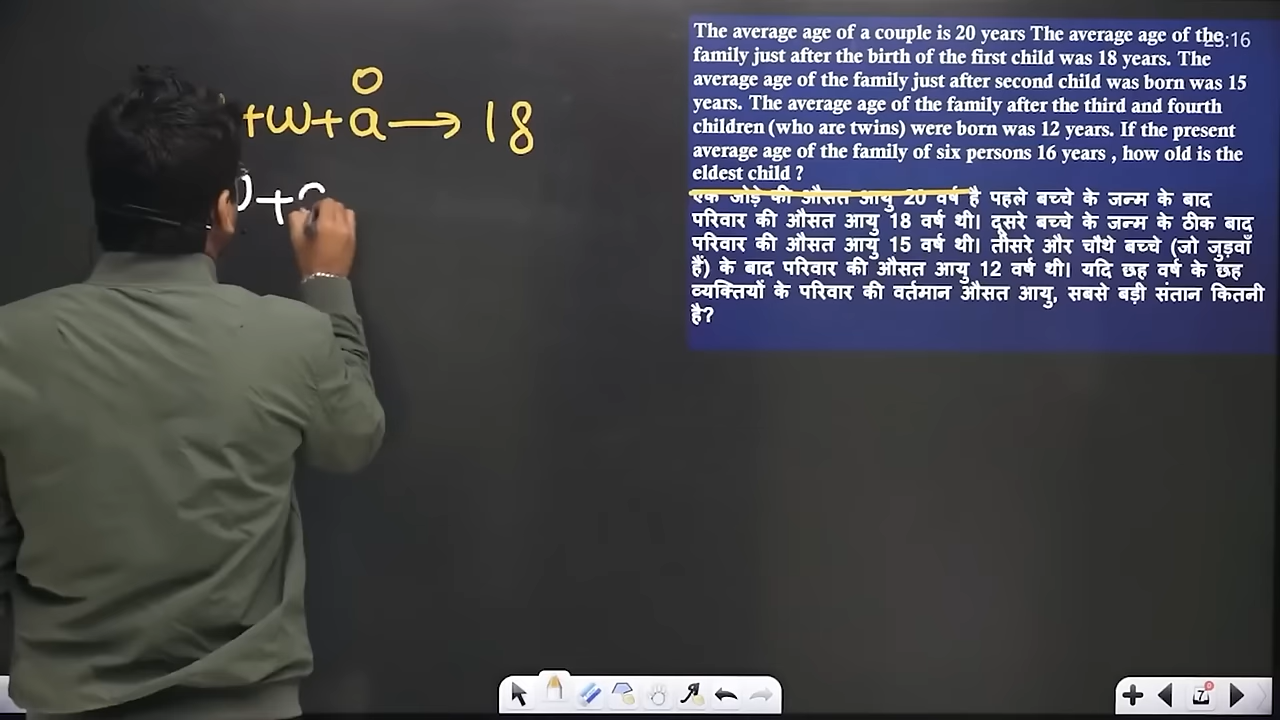 The average age of a couple is 20 years The average age of the
23:16
family just after the birth of the first child was 18 years. The
average age of the family just after second child was born was 15
years. The average age of the family after the third and fourth
children (who are twins) were born was 12 years. If the present
average age of the family of six persons 16 years , how old is the
eldest child ?
एक जोड़े की औसत आयु 20 वर्ष है पहले बच्चे के जन्म के बाद
परिवार की औसत आयु 18 वर्ष थी। दूसरे बच्चे के जन्म के ठीक बाद
परिवार की औसत आयु 15 वर्ष थी। तीसरे और चौथे बच्चे (जो जुड़वाँ
हैं) के बाद परिवार की औसत आयु 12 वर्ष थी। यदि छह वर्ष के छह
व्यक्तियों के परिवार की वर्तमान औसत आयु, सबसे बड़ी संतान कितनी
है?
0
+w+a→18
+
7